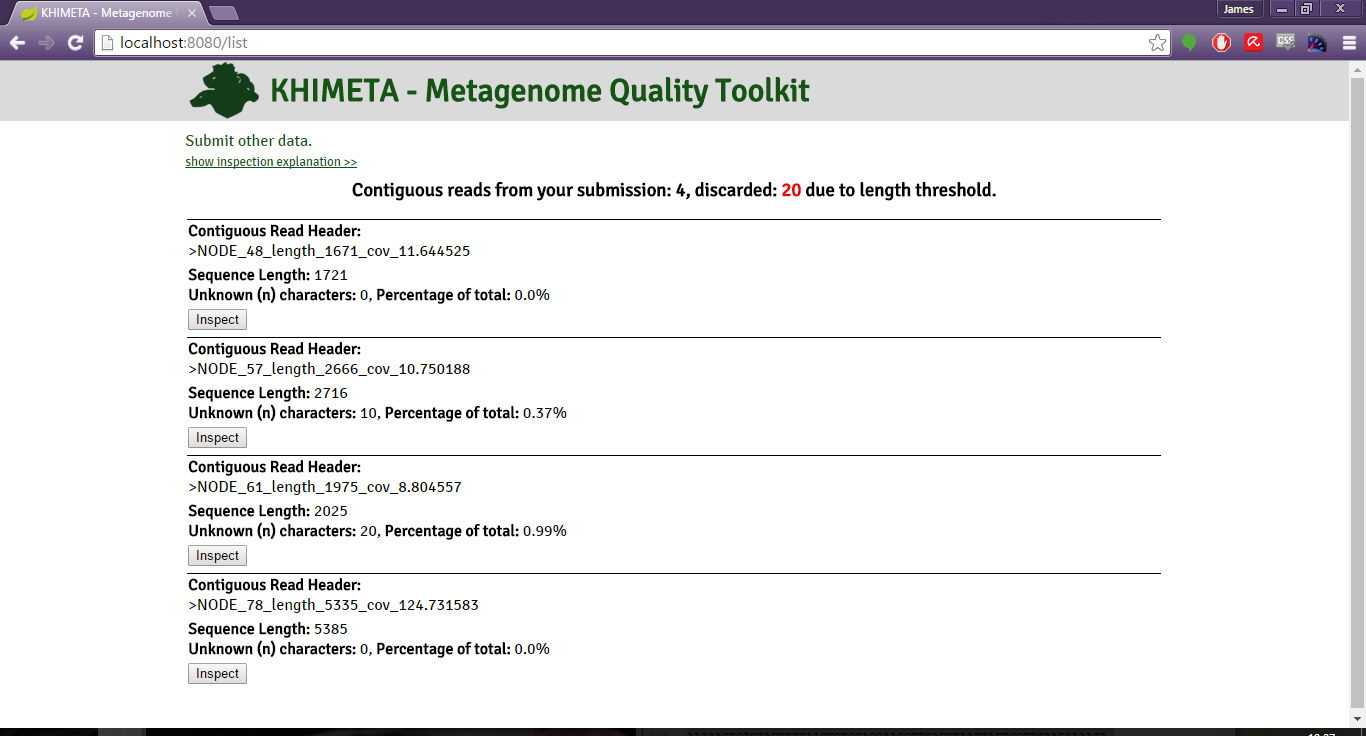 KHIMETA - Metagenome
James
localhost:8080/list
CSS
KHIMETA - Metagenome Quality Toolkit
Submit other data.
show inspection explanation >>
Contiguous reads from your submission: 4, discarded: 20 due to length threshold.
Contiguous Read Header:
>NODE_48_length_1671_cov_11.644525
Sequence Length: 1721
Unknown (n) characters: 0, Percentage of total: 0.0%
Inspect
Contiguous Read Header:
>NODE_57_length_2666_cov_10.750188
Sequence Length: 2716
Unknown (n) characters: 10, Percentage of total: 0.37%
Inspect
Contiguous Read Header:
>NODE_61_length_1975_cov_8.804557
Sequence Length: 2025
Unknown (n) characters: 20, Percentage of total: 0.99%
Inspect
Contiguous Read Header:
>NODE_78_length_5335_cov_124.731583
Sequence Length: 5385
Unknown (n) characters: 0, Percentage of total: 0.0%
Inspect